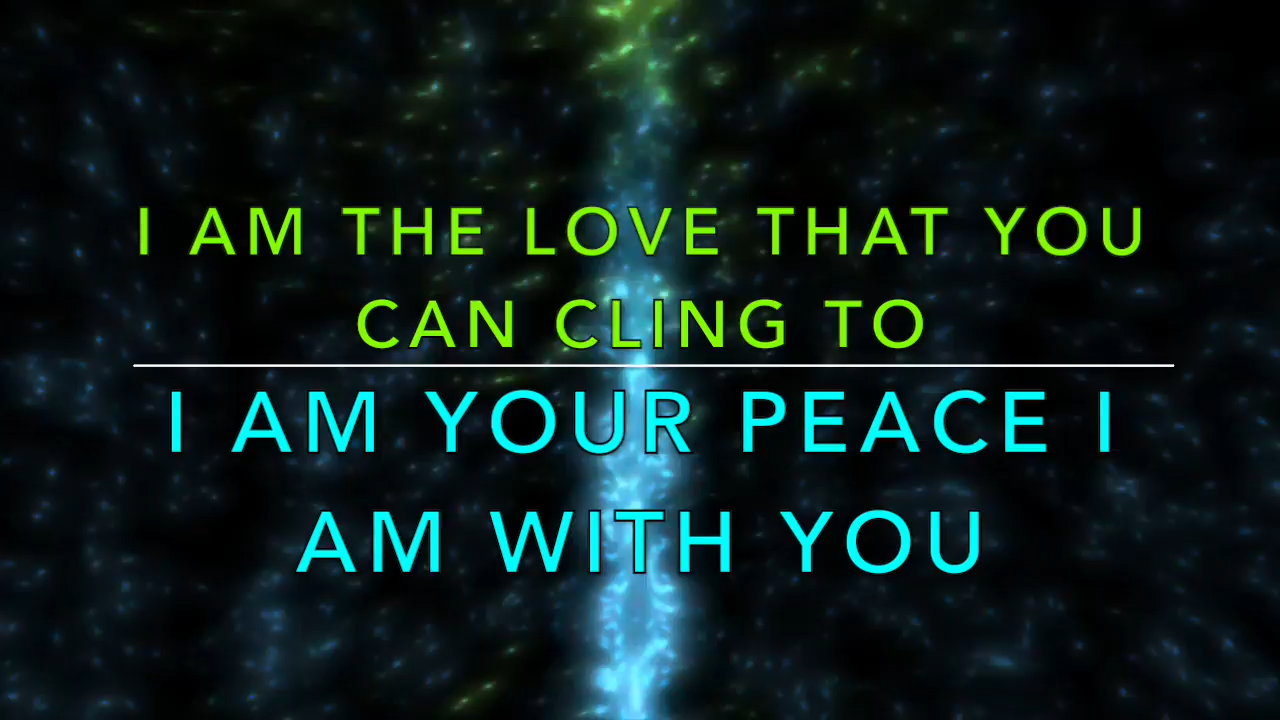 I AM THE LOVE THAT YOU
CAN CLING TO
I AM YOUR PEACE I
AM WITH YOU